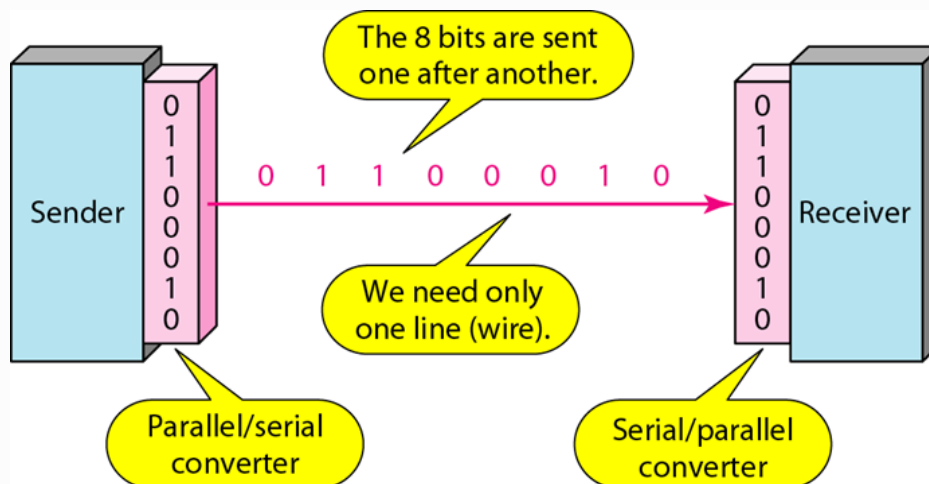 The 8 bits are sent
one after another.
Sender
0
1
1
0
0
0
1
0
0 1 1 0 0 0 1 0
0
1
1
0
0
0
1
0
Receiver
We need only
one line (wire).
Parallel/serial
converter
Serial/parallel
converter